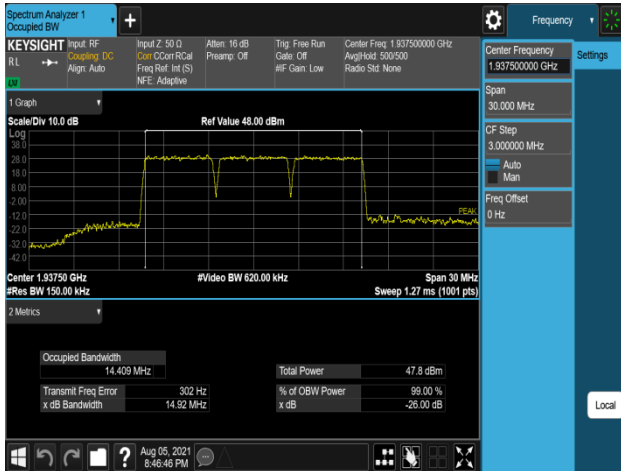 Spectrum Analyzer 1
Occupied BW
Frequency
KEYSIGHT
RL
LXI
Input: RF
Coupling: DC
Align: Auto
Input Z: 50 Ω
Corr CCorr RCal
Freq Ref: Int (S)
NFE: Adaptive
Atten: 16 dB
Preamp: Off
Trig: Free Run
Gate: Off
#IF Gain: Low
Center Freq: 1.937500000 GHz
Avg|Hold: 500/500
Radio Std: None
Center Frequency
1.937500000 GHz
Settings
Span
30.000 MHz
CF Step
3.000000 MHz
Auto
Man
Freq Offset
0 Hz
1 Graph
Scale/Div 10.0 dB
Ref Value 48.00 dBm
Log
38.0
28.0
18.0
8.00
-2.00
-12.0
-22.0
-32.0
-42.0
PEAK
Center 1.93750 GHz
#Res BW 150.00 kHz
#Video BW 620.00 kHz
Span 30 MHz
Sweep 1.27 ms (1001 pts)
2 Metrics
Occupied Bandwidth
14.409 MHz
Total Power 47.8 dBm
Transmit Freq Error 302 Hz
% of OBW Power 99.00 %
x dB Bandwidth 14.92 MHz
x dB -26.00 dB
Local
Aug 05, 2021
8:46:46 PM